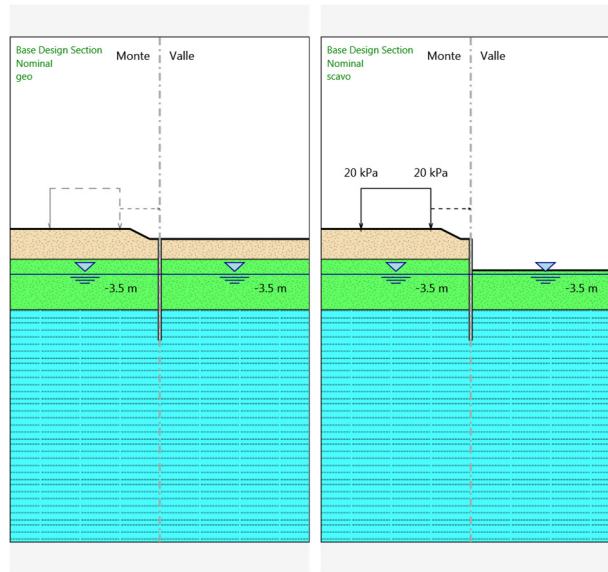 Base Design Section
Nominal
geo
Monte
Valle
-3.5 m
-3.5 m
Base Design Section
Nominal
scavo
Monte
Valle
20 kPa
20 kPa
-3.5 m
-3.5 m